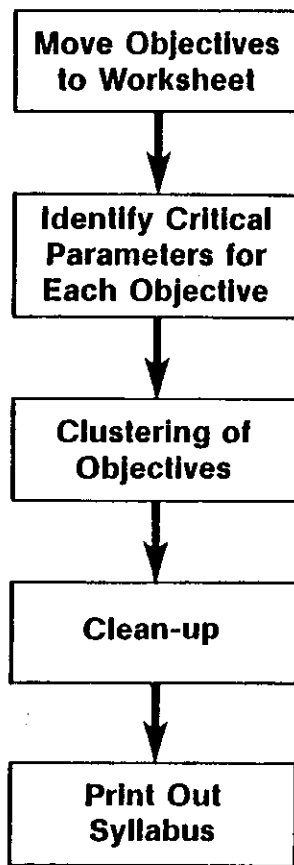 Move Objectives
to Worksheet
Identify Critical
Parameters for
Each Objective
Clustering of
Objectives
Clean-up
Print Out
Syllabus